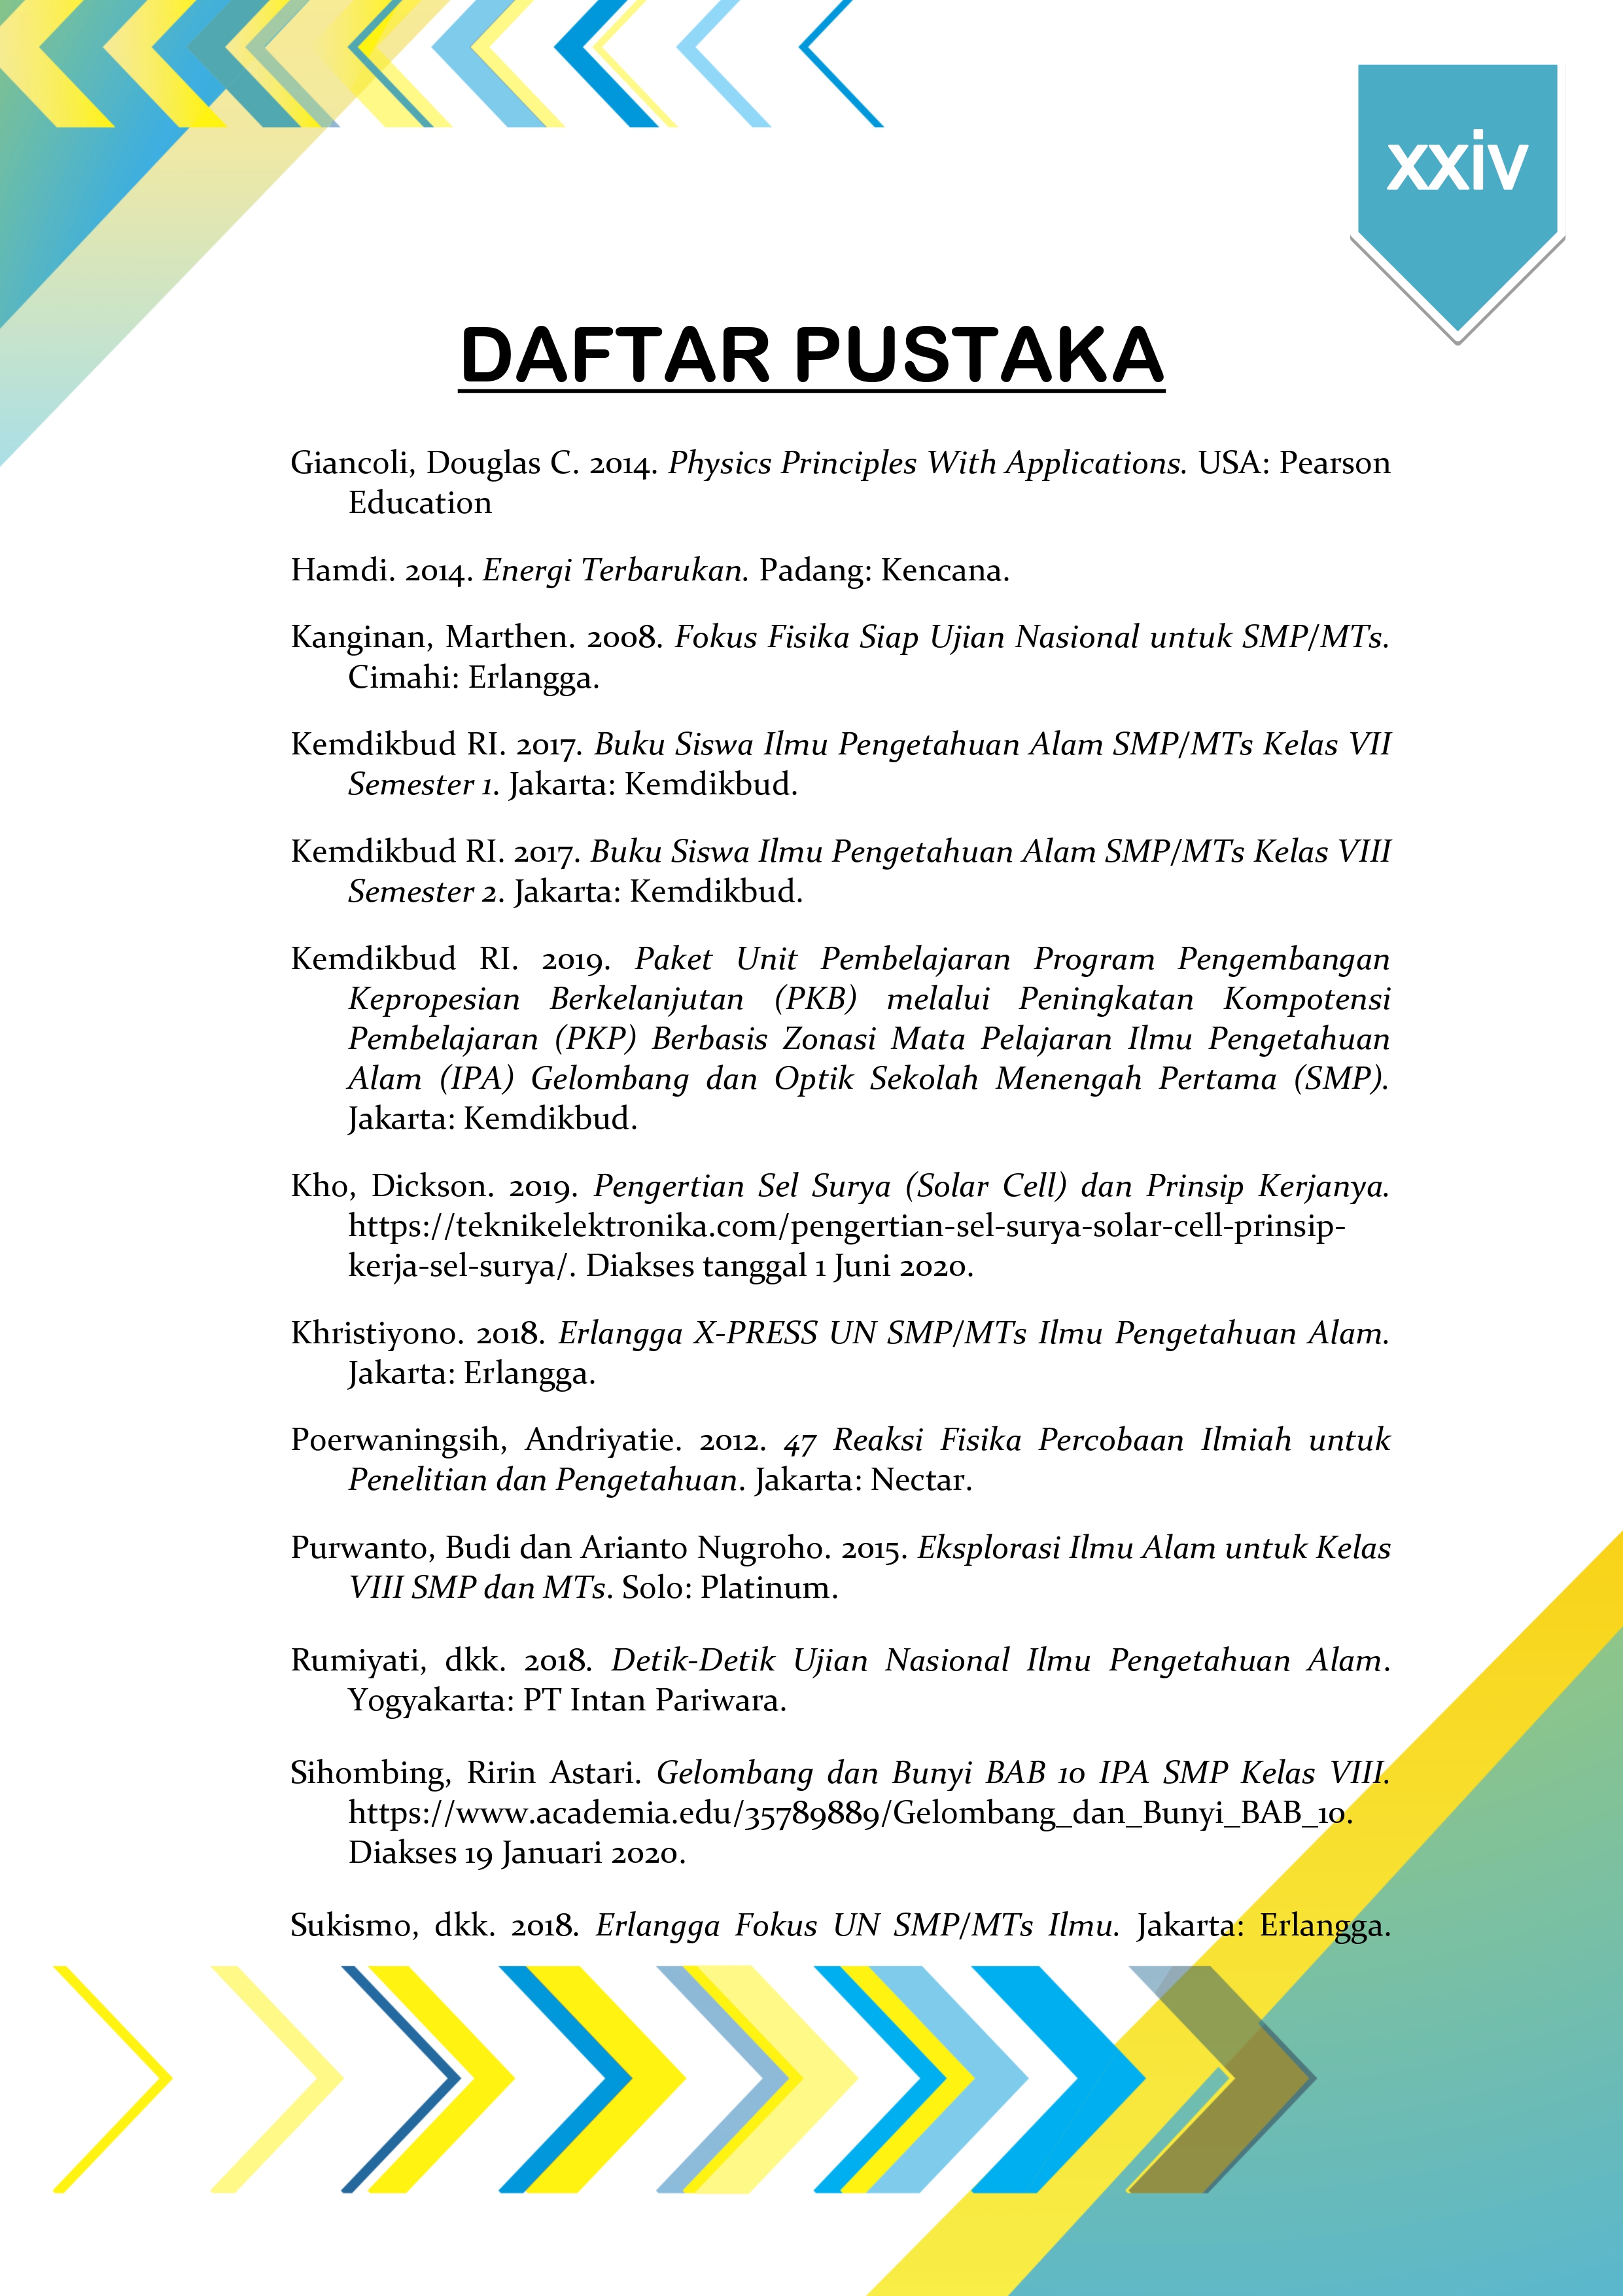 xxiv
DAFTAR PUSTAKA
Giancoli, Douglas C. 2014. Physics Principles With Applications. USA: Pearson
Education
Hamdi. 2014. Energi Terbarukan. Padang: Kencana.
Kanginan, Marthen. 2008. Fokus Fisika Siap Ujian Nasional untuk SMP/MTs.
Cimahi: Erlangga.
Kemdikbud RI. 2017. Buku Siswa Ilmu Pengetahuan Alam SMP/MTs Kelas VII
Semester 1. Jakarta: Kemdikbud.
Kemdikbud RI. 2017. Buku Siswa Ilmu Pengetahuan Alam SMP/MTs Kelas VIII
Semester 2. Jakarta: Kemdikbud.
Kemdikbud RI. 2019. Paket Unit Pembelajaran Program Pengembangan
Kepropesian Berkelanjutan (PKB) melalui Peningkatan Kompotensi
Pembelajaran (PKP) Berbasis Zonasi Mata Pelajaran Ilmu Pengetahuan
Alam (IPA) Gelombang dan Optik Sekolah Menengah Pertama (SMP).
Jakarta: Kemdikbud.
Kho, Dickson. 2019. Pengertian Sel Surya (Solar Cell) dan Prinsip Kerjanya.
https://teknikelektronika.com/pengertian-sel-surya-solar-cell-prinsip-
kerja-sel-surya/. Diakses tanggal 1 Juni 2020.
Khristiyono. 2018. Erlangga X-PRESS UN SMP/MTs Ilmu Pengetahuan Alam.
Jakarta: Erlangga.
Poerwaningsih, Andriyatie. 2012. 47 Reaksi Fisika Percobaan Ilmiah untuk
Penelitian dan Pengetahuan. Jakarta: Nectar.
Purwanto, Budi dan Arianto Nugroho. 2015. Eksplorasi Ilmu Alam untuk Kelas
VIII SMP dan MTs. Solo: Platinum.
Rumiyati, dkk. 2018. Detik-Detik Ujian Nasional Ilmu Pengetahuan Alam.
Yogyakarta: PT Intan Pariwara.
Sihombing, Ririn Astari. Gelombang dan Bunyi BAB 10 IPA SMP Kelas VIII.
https://www.academia.edu/35789889/Gelombang_dan_Bunyi_BAB_10.
Diakses 19 Januari 2020.
Sukismo, dkk. 2018. Erlangga Fokus UN SMP/MTs Ilmu. Jakarta: Erlangga.